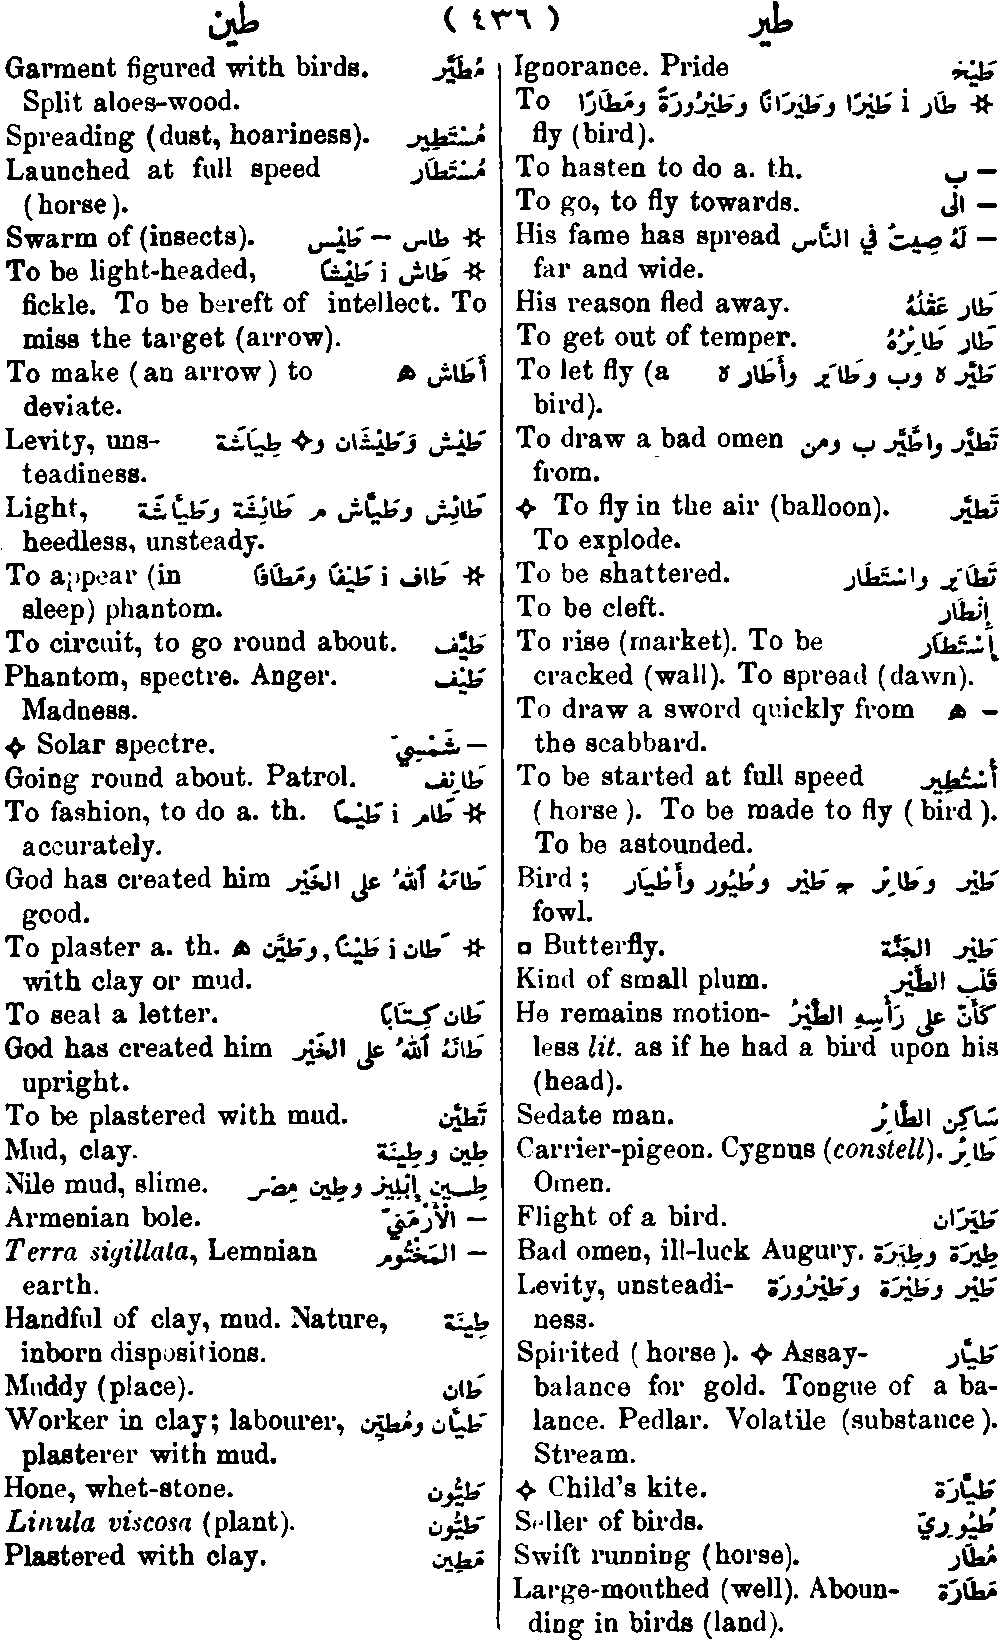 طير ( ٤٣٦ ) طين
Ignorance. Pride طَيْخ
To ✲ طَار i طَيْرًا وطَيَرَانًا وطَيْرُورَةً ومَطَارًا
fly (bird).
To hasten to do a. th. – ب
To go, to fly towards. – الى
His fame has spread – لَهُ صِيتٌ في النَّاس
far and wide.
His reason fled away. طَار عَقْلُهُ
To get out of temper. طَار طَائِرُهُ
To let fly (a طَيَّر ه وب وطَايَر وأَطَار ه
bird).
To draw a bad omen تَطَيَّر واطَّيَّر ب ومن
from.
✧ To fly in the air (balloon). تَطَيَّر
To explode.
To be shattered. تَطَايَر واسْتَطَار
To be cleft. إِنْطَار
To rise (market). To be إِسْتَطَار
cracked (wall). To spread (dawn).
To draw a sword quickly from – ه
the scabbard.
To be started at full speed أُسْتُطِير
(horse). To be made to fly (bird).
To be astounded.
Bird; طَيْر وطَائِر ج طَيْر وطُيُور وأَطْيَار
fowl.
▫ Butterfly. طَيْر الجَنَّة
Kind of small plum. قَلْب الطَّيْر
He remains motion- كَأَنَّ على رَأْسِهِ الطَّيْرُ
less lit. as if he had a bird upon his
(head).
Sedate man. سَاكِن الطَّائِر
Carrier-pigeon. Cygnus (constell). طَائِر
Omen.
Flight of a bird. طَيَرَان
Bad omen, ill-luck Augury. طِيرَة وطِيَرَة
Levity, unsteadi- طَيْر وطَيْرَة وطَيْرُورَة
ness.
Spirited (horse). ✧ Assay- طَيَّار
balance for gold. Tongue of a ba-
lance. Pedlar. Volatile (substance).
Stream.
✧ Child's kite. طَيَّارَة
Seller of birds. طُيُورِيّ
Swift running (horse). مُطَار
Large-mouthed (well). Aboun- مَطَارَة
ding in birds (land).
Garment figured with birds. مُطَيَّر
Split aloes-wood.
Spreading (dust, hoariness). مُسْتَطِير
Launched at full speed مُسْتَطَار
(horse).
Swarm of (insects). ✲ طاس – طَيْس
To be light-headed, ✲ طَاش i طَيْشًا
fickle. To be bereft of intellect. To
miss the target (arrow).
To make (an arrow) to أَطَاش ه
deviate.
Levity, uns- طَيْش وَطَيْشَان و✧ طِيَاشَة
teadiness.
Light, طَائِش وطَيَّاش م طَائِشَة وطَيَّاشَة
heedless, unsteady.
To appear (in ✲ طَاف i طَيْفًا ومَطَافًا
sleep) phantom.
To circuit, to go round about. طَيَّف
Phantom, spectre. Anger. طَيْف
Madness.
✧ Solar spectre. – شَمْسِيّ
Going round about. Patrol. طَائِف
To fashion, to do a. th. ✲ طَام i طَيْمًا
accurately.
God has created him طَامَهُ ٱللهُ على الخَيْر
good.
To plaster a. th. ✲ طَان i طَيْنًا, وطَيَّن ه
with clay or mud.
To seal a letter. طَان كِتَابًا
God has created him طَانَهُ ٱللهُ على الخَيْر
upright.
To be plastered with mud. تَطَيَّن
Mud, clay. طِين وطِينَة
Nile mud, slime. طِين إِبْلِيز وطِين مِصْر
Armenian bole. – الأَرْمَنِيّ
Terra sigillata, Lemnian – المَخْتُوم
earth.
Handful of clay, mud. Nature, طِينَة
inborn dispositions.
Muddy (place). طَان
Worker in clay; labourer, طَيَّان ومُطَيِّن
plasterer with mud.
Hone, whet-stone. طَيُّون
Linula viscosa (plant). طَيُّون
Plastered with clay. مَطِين